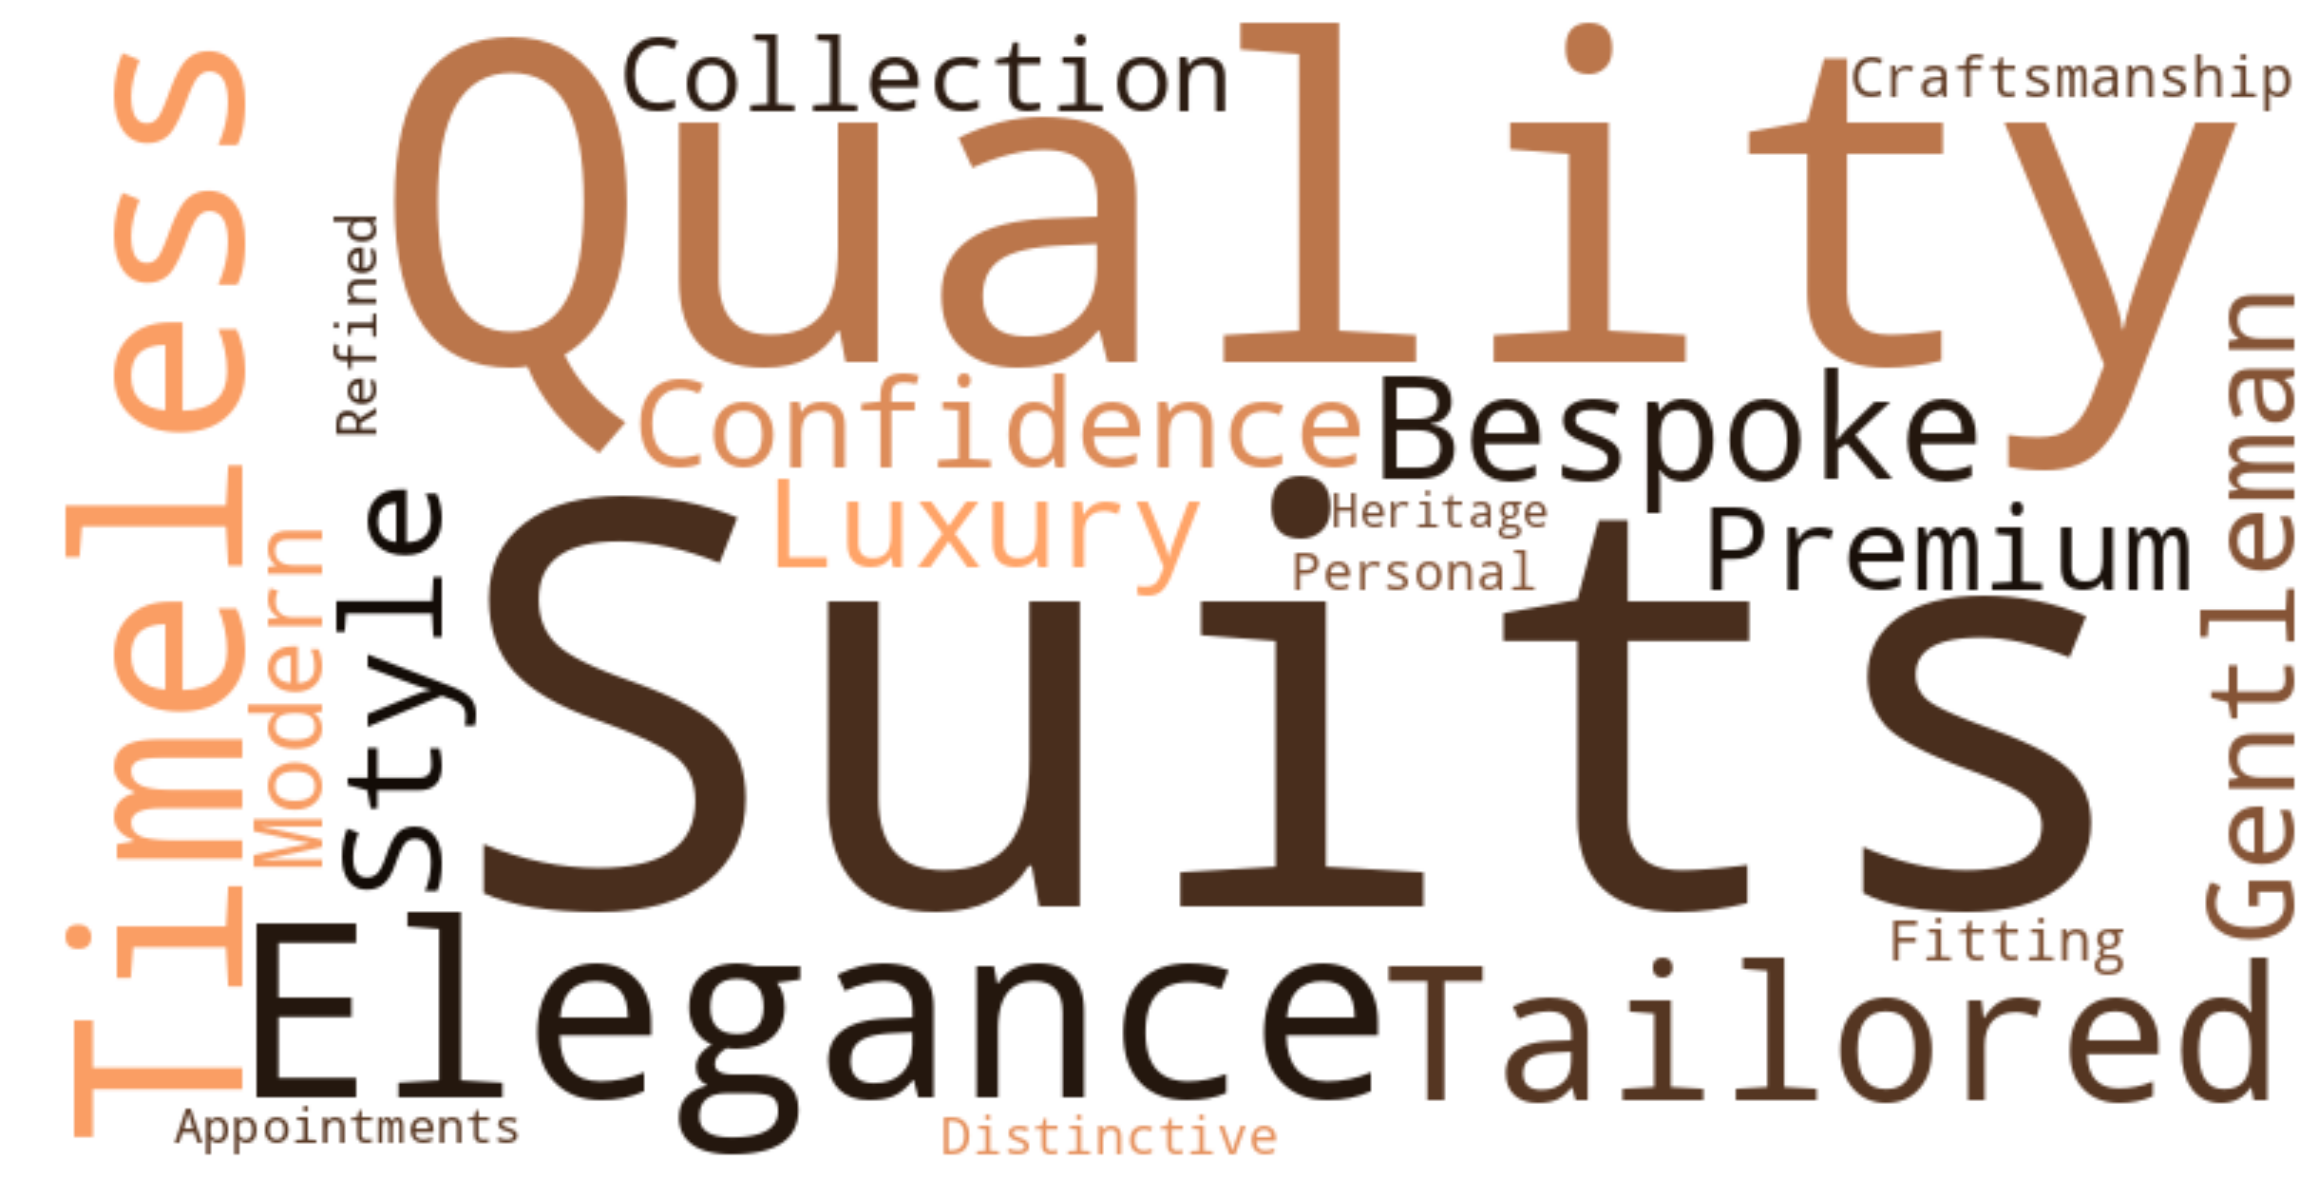 Collection
Craftsmanship
Quality
Timeless
Refined
Confidence
Bespoke
Luxury
Heritage
Personal
Premium
Gentleman
Modern
Style
Suits
Fitting
Elegance
Tailored
Appointments
Distinctive